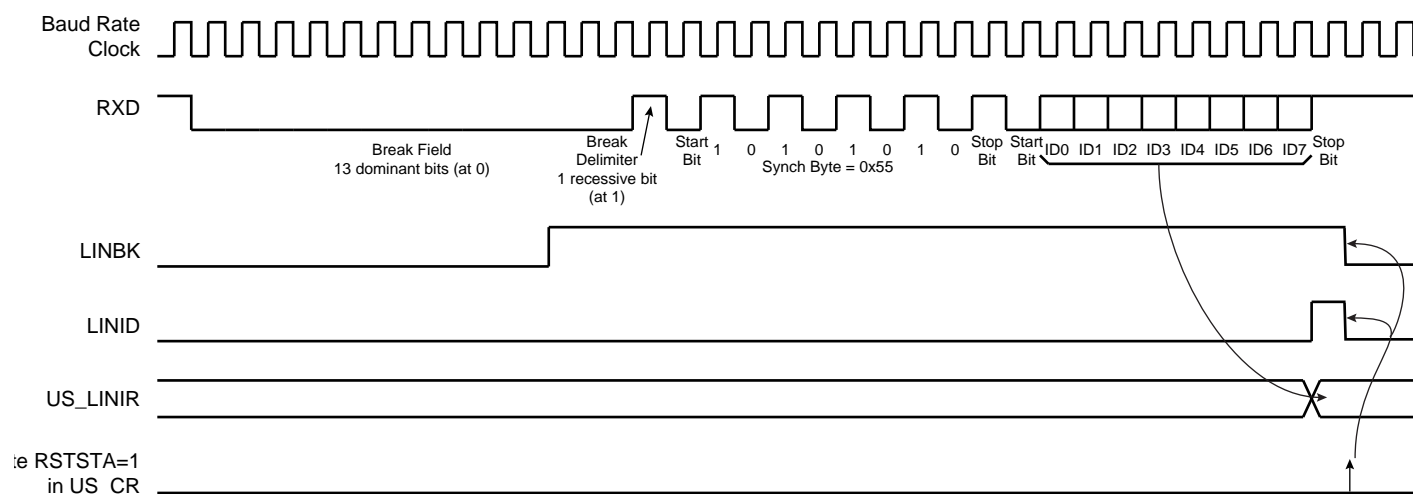 Baud Rate
Clock
RXD
Break Field
13 dominant bits (at 0)
Break
Delimiter
1 recessive bit
(at 1)
Start
Bit
1 0 1 0 1 0 1 0
Synch Byte = 0x55
Stop
Bit
Start
Bit
ID0 ID1 ID2 ID3 ID4 ID5 ID6 ID7
Stop
Bit
LINBK
LINID
US_LINIR
te RSTSTA=1
in US_CR